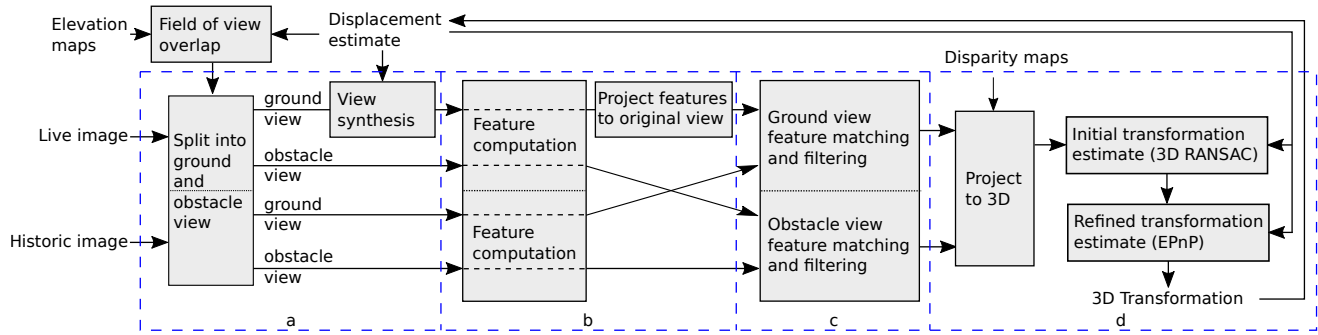 Elevation
maps
Field of view
overlap
Displacement
estimate
Disparity maps
Live image
Historic image
Split into
ground
and
obstacle
view
ground
view
obstacle
view
ground
view
obstacle
view
View
synthesis
a
Feature
computation
Feature
computation
Project features
to original view
b
Ground view
feature matching
and filtering
Obstacle view
feature matching
and filtering
c
Project
to 3D
Initial transformation
estimate (3D RANSAC)
Refined transformation
estimate (EPnP)
3D Transformation
d